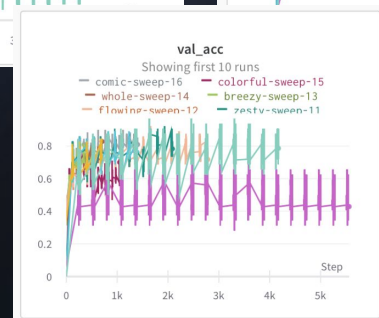 val_acc
Showing first 10 runs
comic-sweep-16 colorful-sweep-15
whole-sweep-14 breezy-sweep-13
flowing-sweep-12 zesty-sweep-11
0.8
0.6
0.4
0.2
0
Step
0 1k 2k 3k 4k 5k